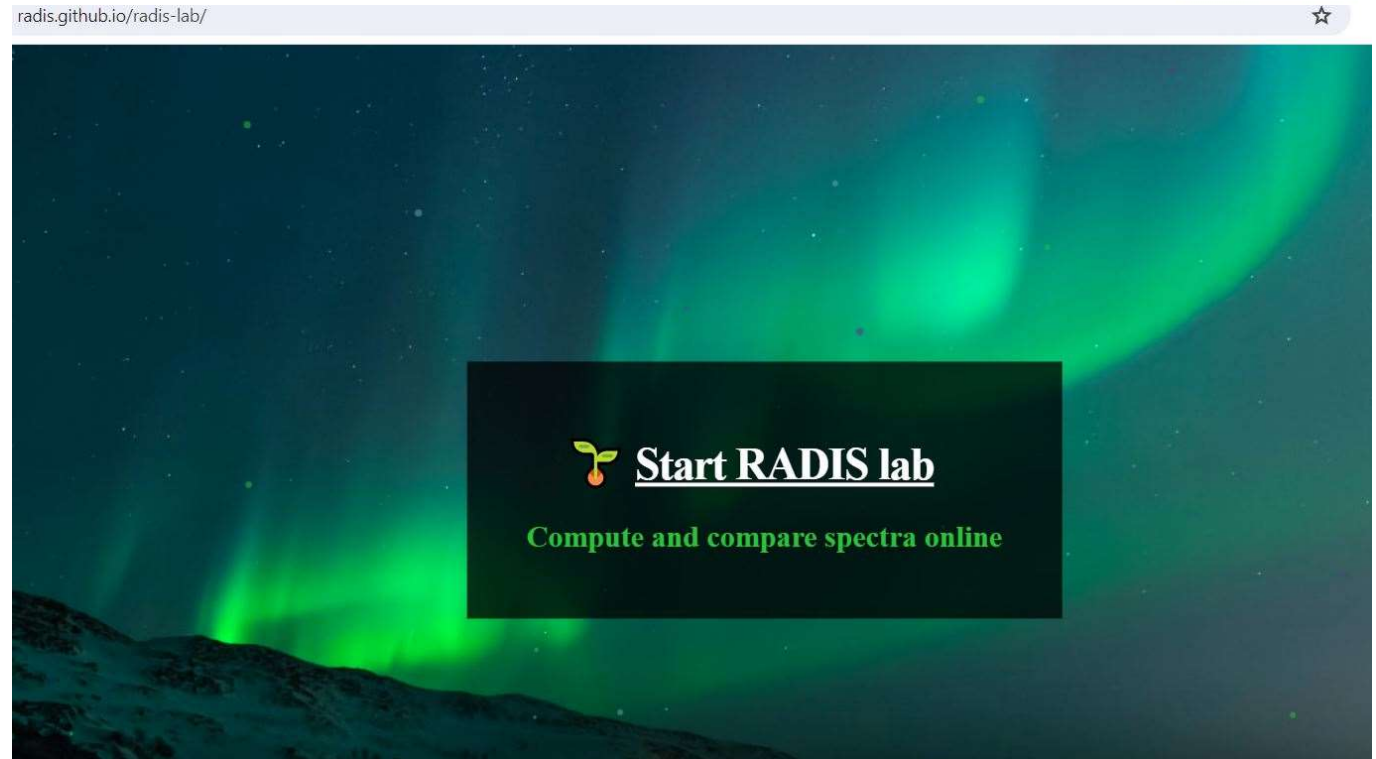 radis.github.io/radis-lab/
Start RADIS lab
Compute and compare spectra online